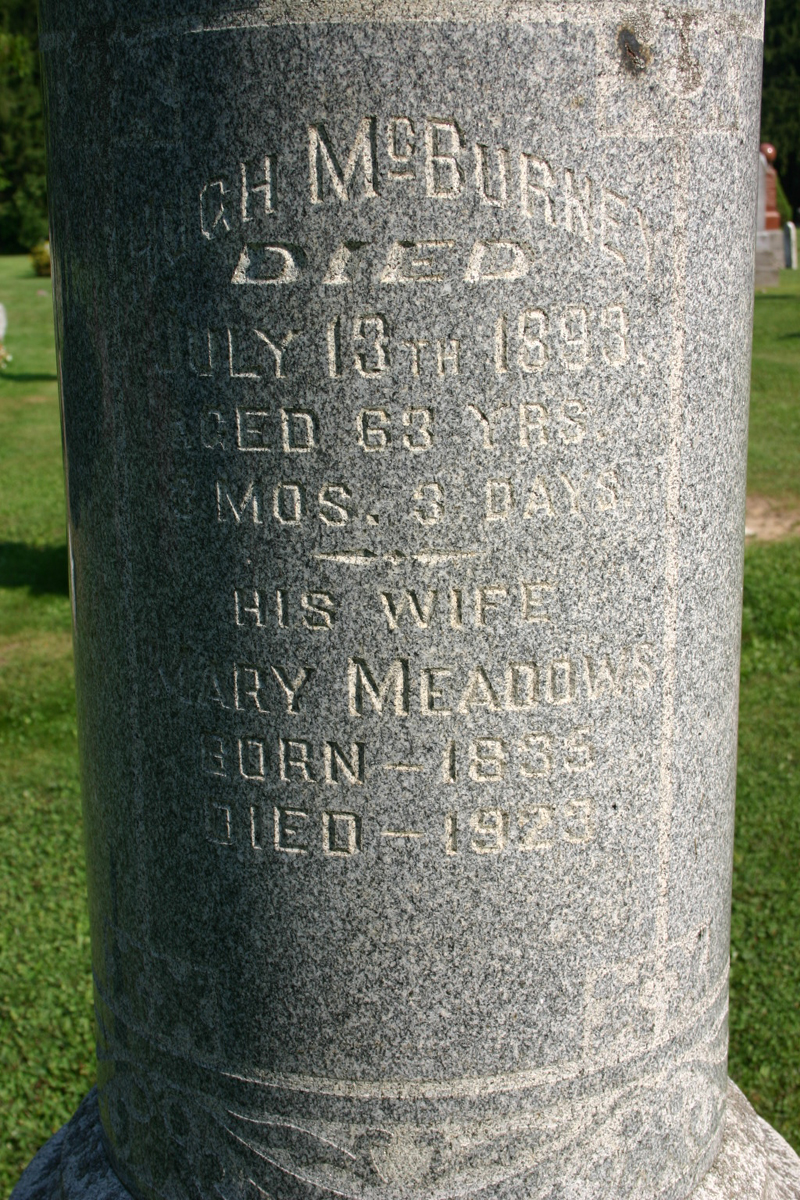 HUGH McBURNEY
DIED
JULY 13TH 1893.
AGED 63 YRS.
MOS. 3 DAYS
HIS WIFE
MARY MEADOWS
BORN – 1835
DIED – 1923